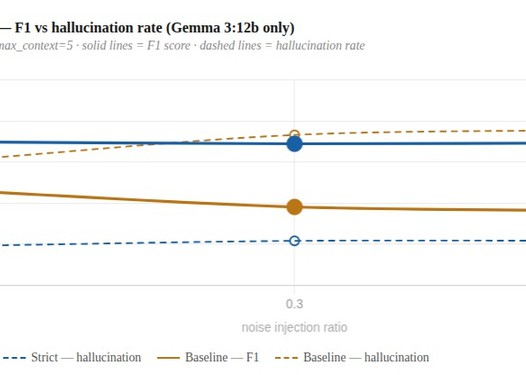 — F1 vs hallucination rate (Gemma 3:12b only)
max_context=5 · solid lines = F1 score · dashed lines = hallucination rate
0.3
noise injection ratio
Strict — hallucination Baseline — F1 Baseline — hallucination